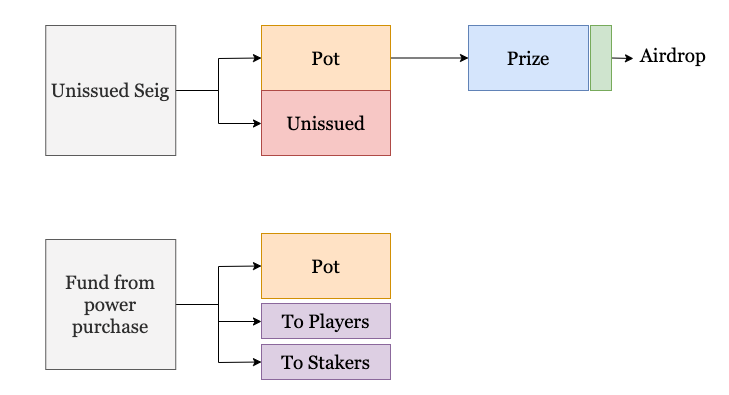 Unissued Seig
Pot
Unissued
Prize
Airdrop
Fund from
power
purchase
Pot
To Players
To Stakers